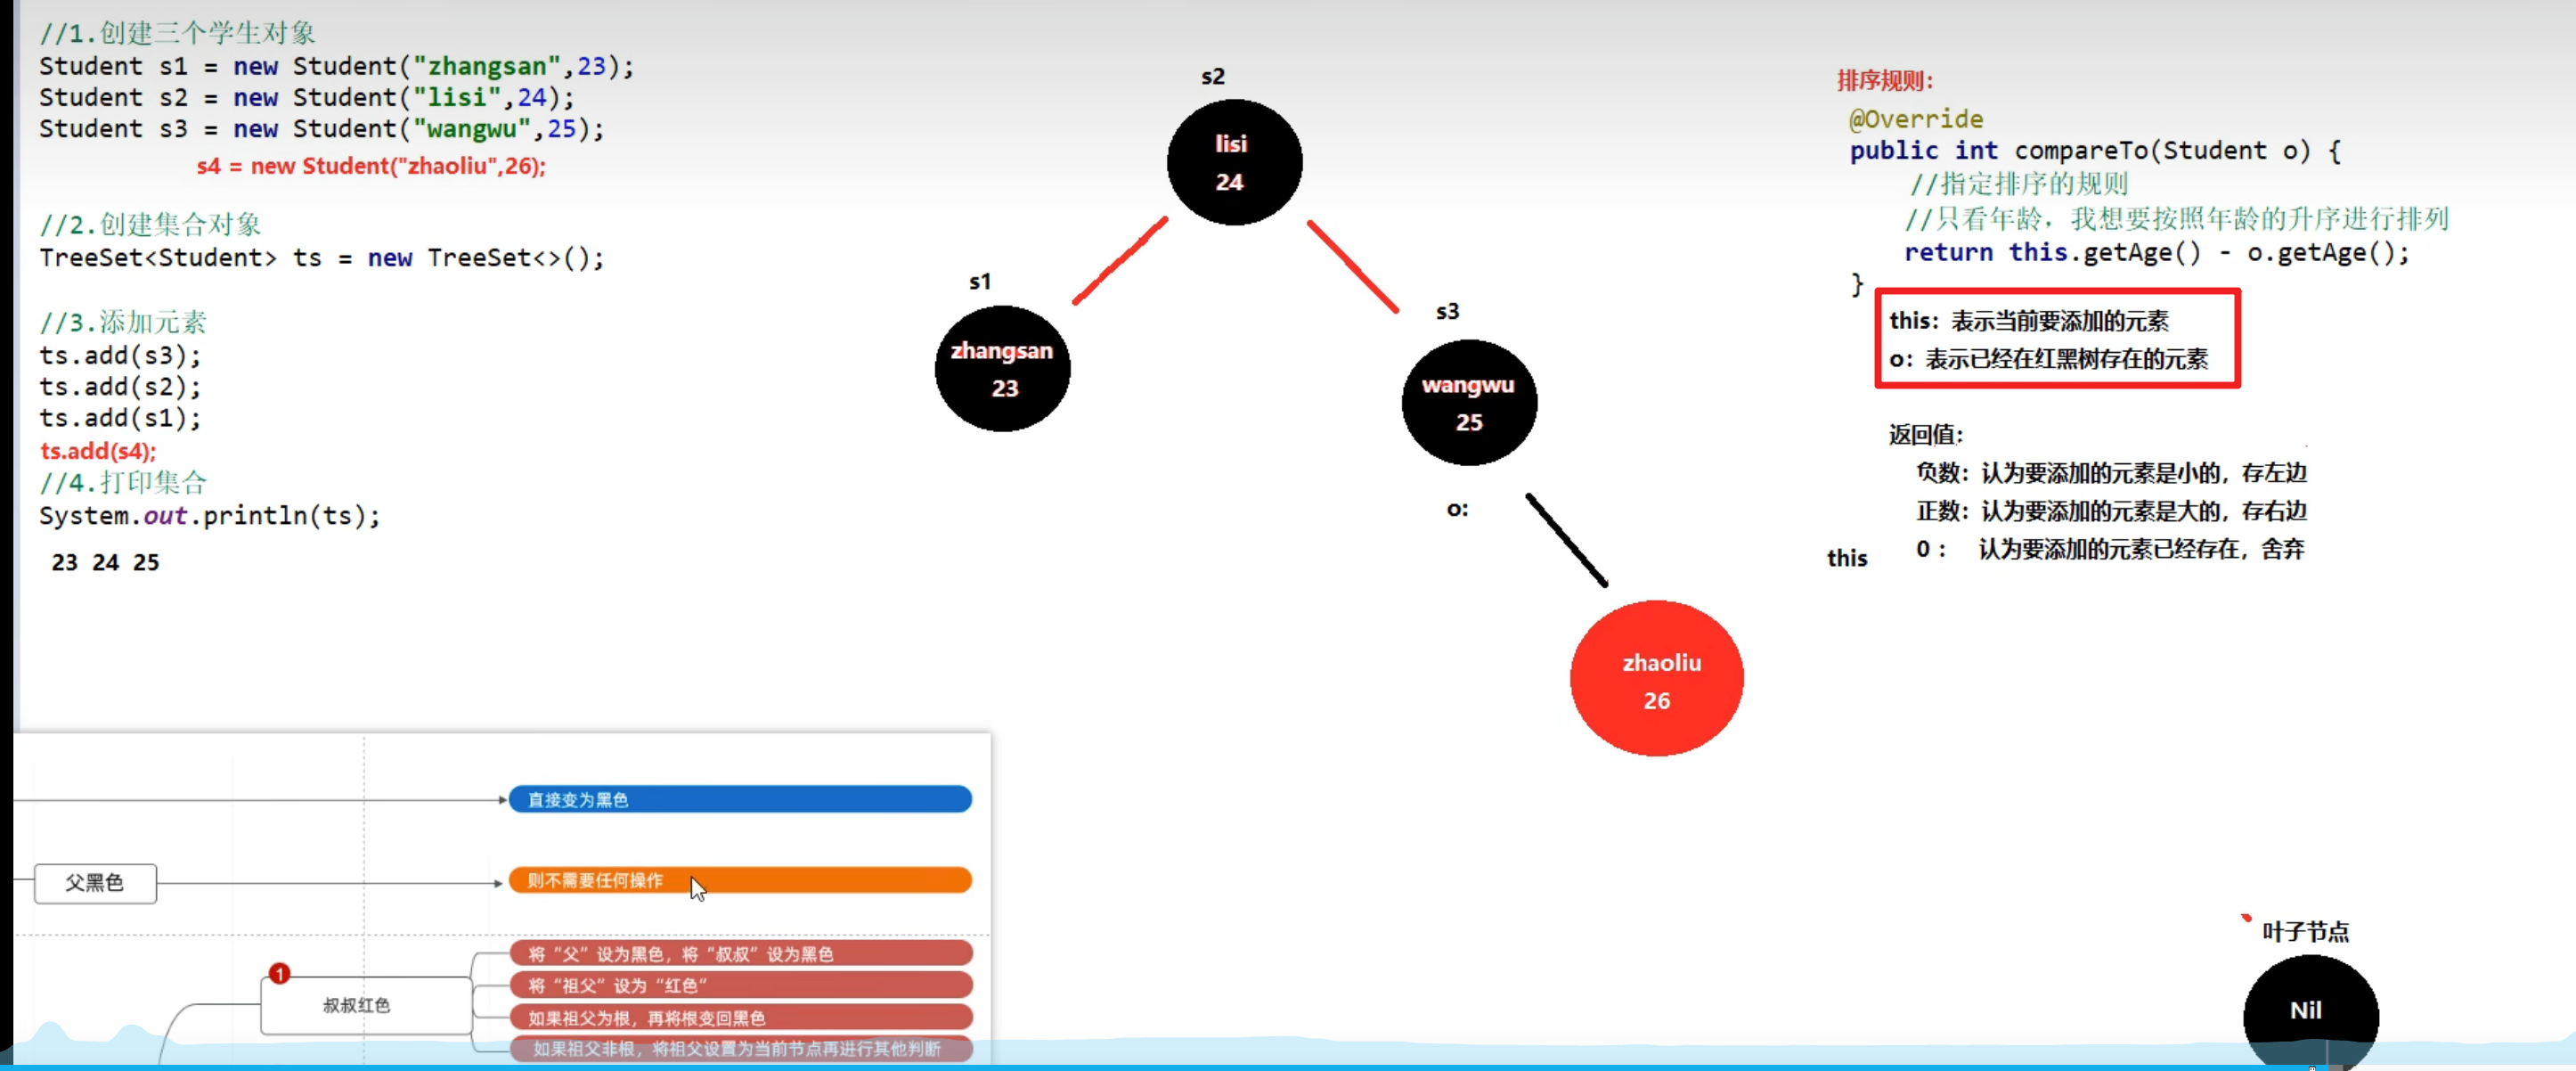 //1.创建三个学生对象
Student s1 = new Student("zhangsan",23);
Student s2 = new Student("lisi",24);
Student s3 = new Student("wangwu",25);
s4 = new Student("zhaoliu",26);
//2.创建集合对象
TreeSet<Student> ts = new TreeSet<>();
//3.添加元素
ts.add(s3);
ts.add(s2);
ts.add(s1);
ts.add(s4);
//4.打印集合
System.out.println(ts);
23 24 25
s2
lisi
24
s1
zhangsan
23
s3
wangwu
25
o:
this
zhaoliu
26
排序规则:
@Override
public int compareTo(Student o) {
//指定排序的规则
//只看年龄，我想要按照年龄的升序进行排列
return this.getAge() - o.getAge();
}
this：表示当前要添加的元素
o：表示已经在红黑树存在的元素
返回值：
负数：认为要添加的元素是小的，存左边
正数：认为要添加的元素是大的，存右边
0 ： 认为要添加的元素已经存在，舍弃
直接变为黑色
父黑色
则不需要任何操作
1
叔叔红色
将“父”设为黑色，将“叔叔”设为黑色
将“祖父”设为“红色”
如果祖父为根，再将根变回黑色
如果祖父非根，将祖父设置为当前节点再进行其他判断
叶子节点
Nil